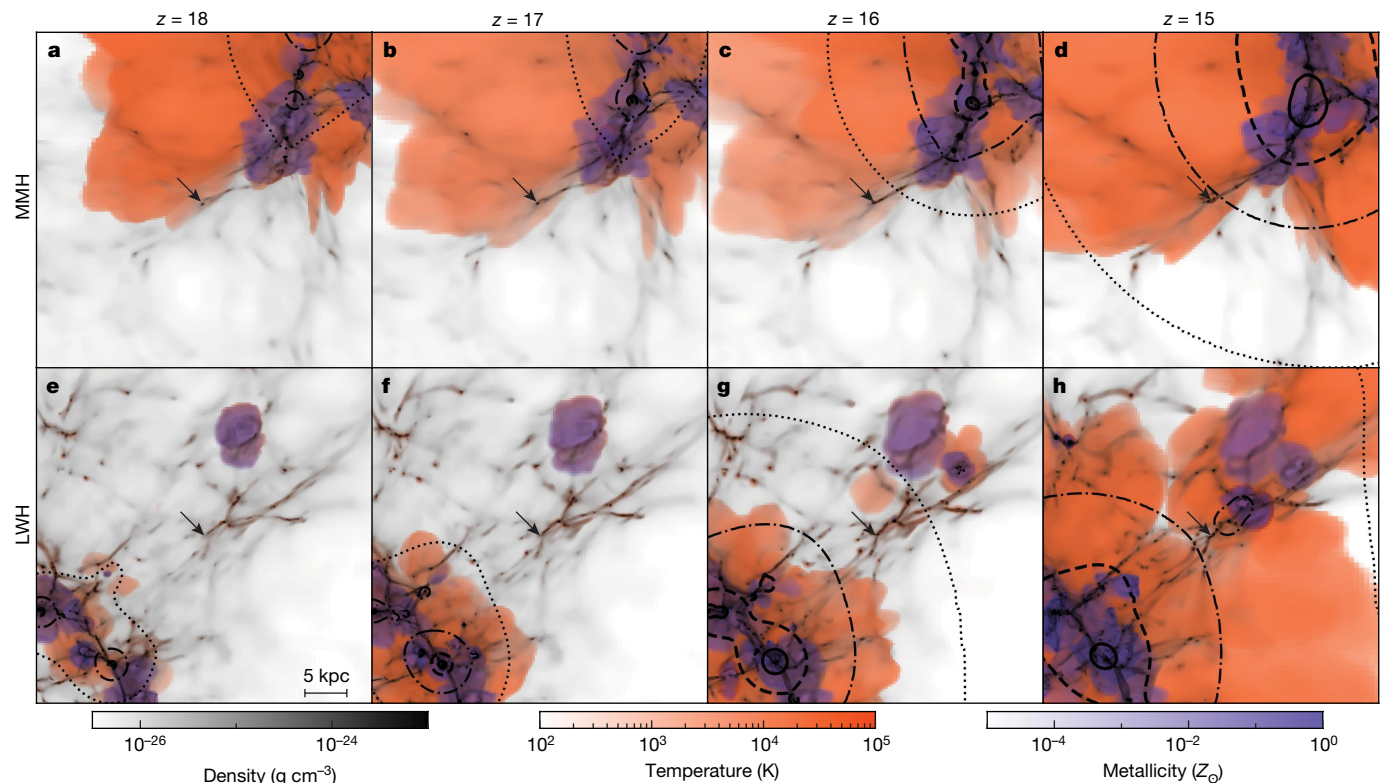 z = 18
z = 17
z = 16
z = 15
MMH
a
b
c
d
LWH
e
f
g
h
5 kpc
10⁻²⁶
10⁻²⁴
10²
10³
10⁴
10⁵
10⁻⁴
10⁻²
10⁰
Density (g cm⁻³)
Temperature (K)
Metallicity (Z⊙)